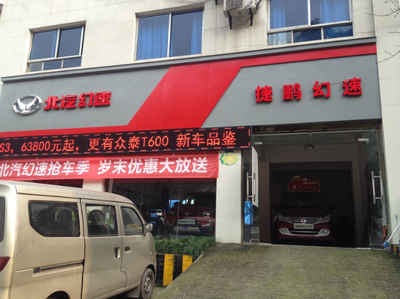 北汽幻速
捷鹏幻速
S3，63800元起，更有众泰T600 新车品鉴
北汽幻速抢车季 岁末优惠大放送